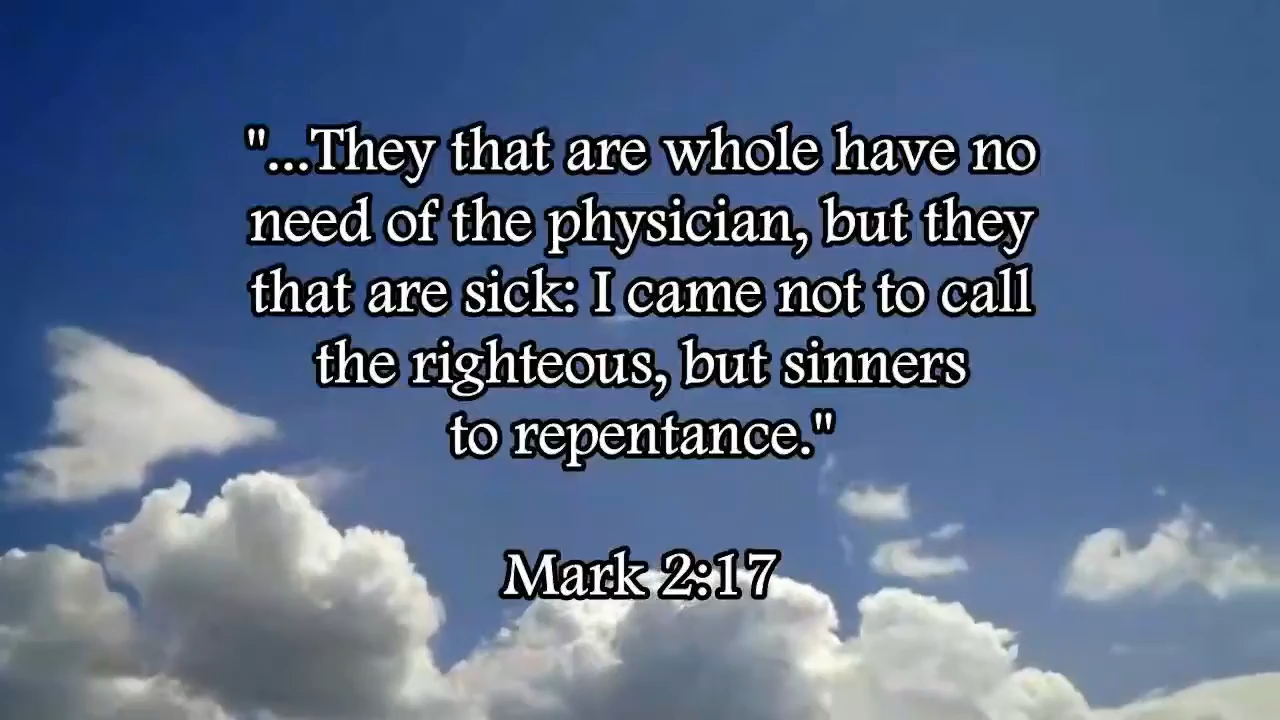 "...They that are whole have no
need of the physician, but they
that are sick: I came not to call
the righteous, but sinners
to repentance."
Mark 2:17